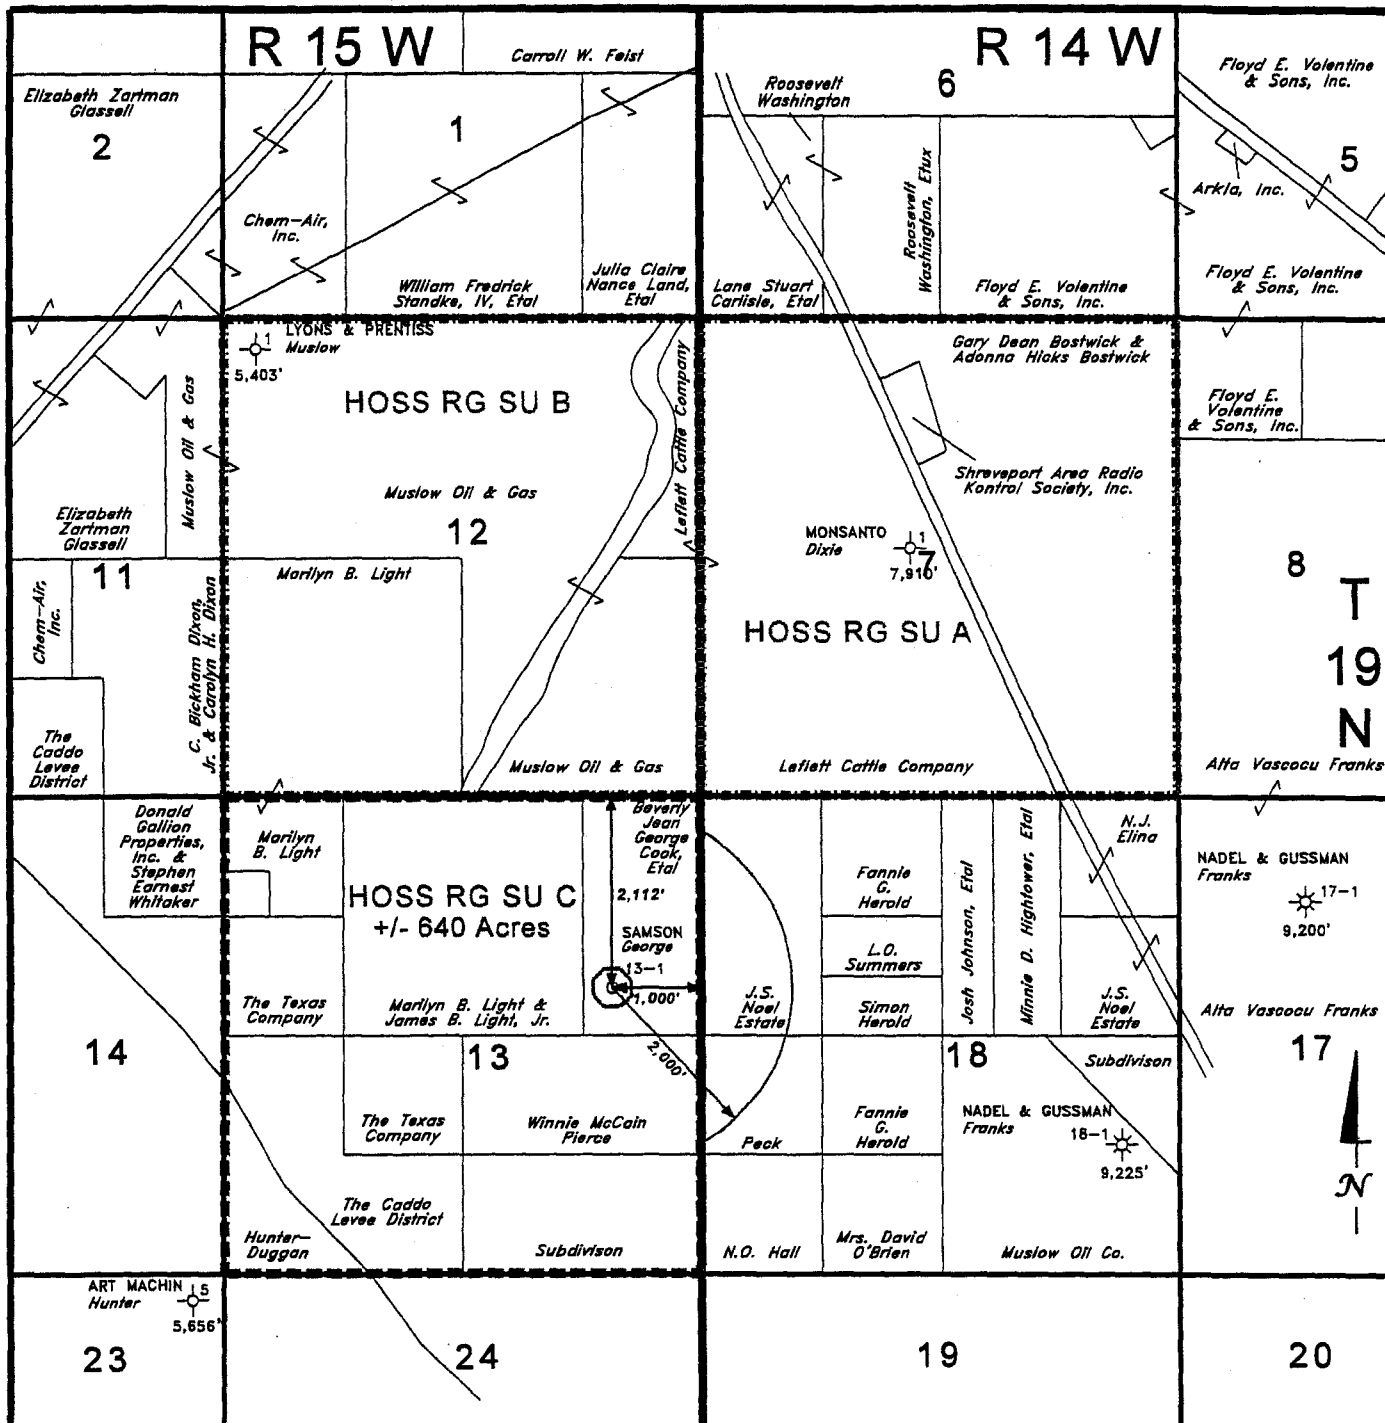 R 15 W
R 14 W
Carroll W. Feist
Elizabeth Zartman
Glassell
2
1
Chem-Air,
Inc.
William Fredrick
Standke, IV, Etal
Julia Claire
Nance Land,
Etal
Roosevelt
Washington
6
Roosevelt
Washington, Etux
Lane Stuart
Carlisle, Etal
Floyd E. Volentine
& Sons, Inc.
Floyd E. Volentine
& Sons, Inc.
5
Arkla, Inc.
Floyd E. Volentine
& Sons, Inc.
LYONS & PRENTISS
Muslow
1
5,403'
HOSS RG SU B
Muslow Oil & Gas
12
Leflett Cattle Company
Muslow Oil & Gas
Elizabeth
Zartman
Glassell
11
Chem-Air,
Inc.
C. Bickham Dixon,
Jr. & Carolyn H. Dixon
The
Caddo
Levee
District
Marilyn B. Light
Muslow Oil & Gas
Gary Dean Bostwick &
Adonna Hicks Bostwick
Shreveport Area Radio
Kontrol Society, Inc.
MONSANTO
Dixie
1
7
7,910'
HOSS RG SU A
Leflett Cattle Company
Floyd E.
Volentine
& Sons, Inc.
8
T
19
N
Alta Vascocu Franks
Donald
Gallion
Properties,
Inc. &
Stephen
Earnest
Whitaker
14
Marilyn
B. Light
HOSS RG SU C
+/- 640 Acres
Beverly
Jean
George
Cook,
Etal
2,112'
SAMSON
George
13-1
1,000'
2,000'
The Texas
Company
Marilyn B. Light &
James B. Light, Jr.
13
The Texas
Company
Winnie McCain
Pierce
The Caddo
Levee District
Hunter-
Duggan
Subdivison
J.S.
Noel
Estate
Fannie
G.
Herold
L.O.
Summers
Simon
Herold
Josh Johnson, Etal
Minnie D. Hightower, Etal
N.J.
Elina
J.S.
Noel
Estate
18
Subdivison
Peck
Fannie
G.
Herold
NADEL & GUSSMAN
Franks
18-1
9,225'
N.O. Hall
Mrs. David
O'Brien
Muslow Oil Co.
NADEL & GUSSMAN
Franks
17-1
9,200'
Alta Vascocu Franks
17
N
ART MACHIN
Hunter
5
5,656'
23
24
19
20